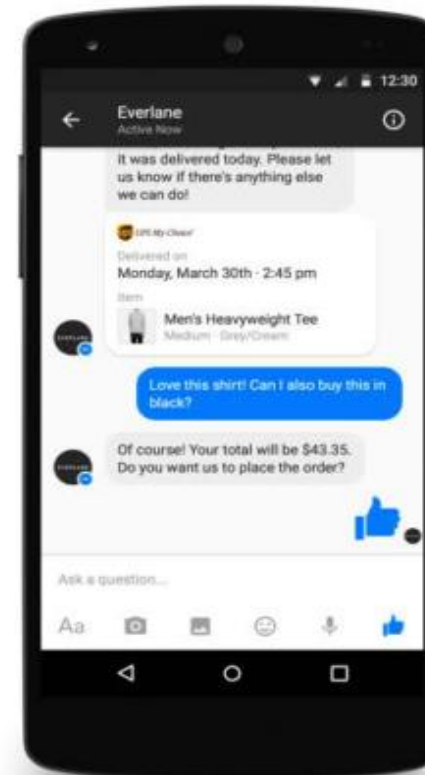 12:30
Everlane
Active Now
it was delivered today. Please let
us know if there's anything else
we can do!
UPS My Choice
Delivered on
Monday, March 30th · 2:45 pm
Item
Men's Heavyweight Tee
Medium · Grey/Cream
EVERLANE
Love this shirt! Can I also buy this in
black?
Of course! Your total will be $43.35.
Do you want us to place the order?
EVERLANE
Ask a question...
Aa